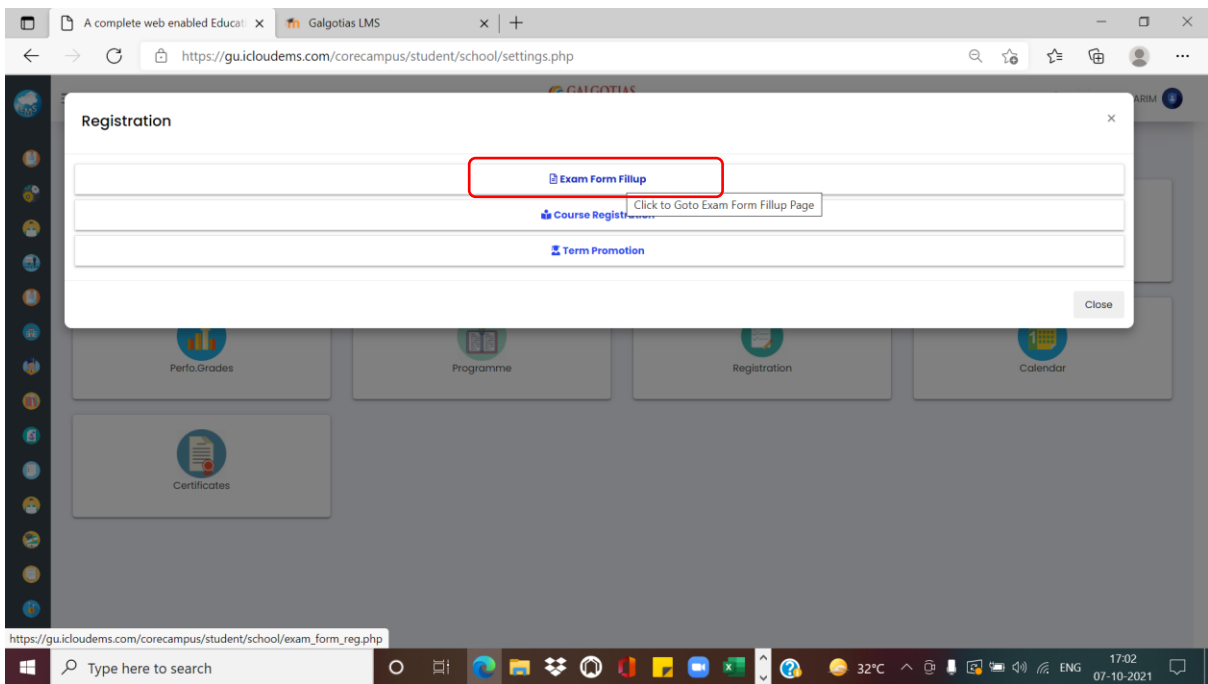 A complete web enabled Educat
Galgotias LMS
https://gu.icloudems.com/corecampus/student/school/settings.php
GALGOTIAS
ARIM
Registration
Exam Form Fillup
Click to Goto Exam Form Fillup Page
Course Registration
Term Promotion
Close
Perfo.Grades
Programme
Registration
Calendar
Certificates
https://gu.icloudems.com/corecampus/student/school/exam_form_reg.php
Type here to search
32°C
ENG
17:02
07-10-2021